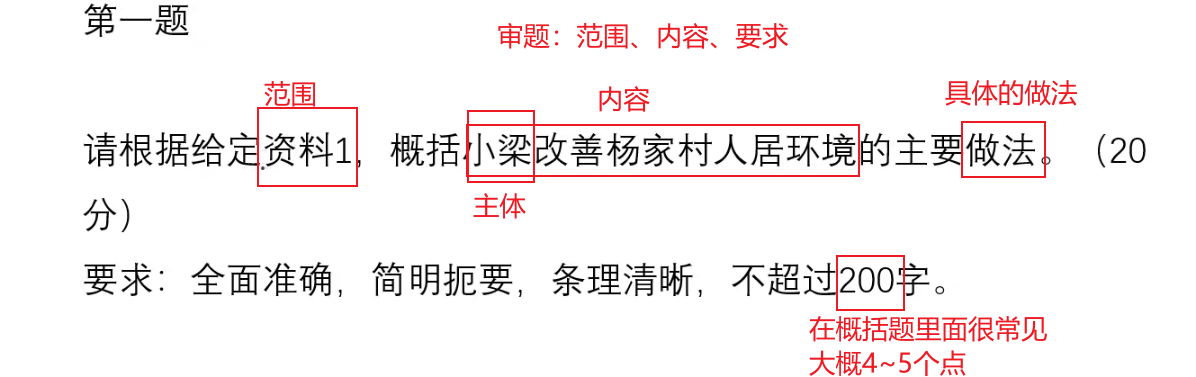 第一题
审题：范围、内容、要求
范围
内容
具体的做法
请根据给定资料1，概括小梁改善杨家村人居环境的主要做法。（20
主体
分）
要求：全面准确，简明扼要，条理清晰，不超过200字。
在概括题里面很常见
大概4~5个点